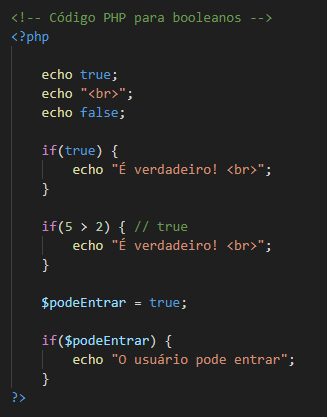 <!-- Código PHP para booleanos -->
<?php
    echo true;
    echo "<br>";
    echo false;
    if(true) {
        echo "É verdadeiro! <br>";
    }
    if(5 > 2) { // true
        echo "É verdadeiro! <br>";
    }
    $podeEntrar = true;
    if($podeEntrar) {
        echo "O usuário pode entrar";
    }
?>